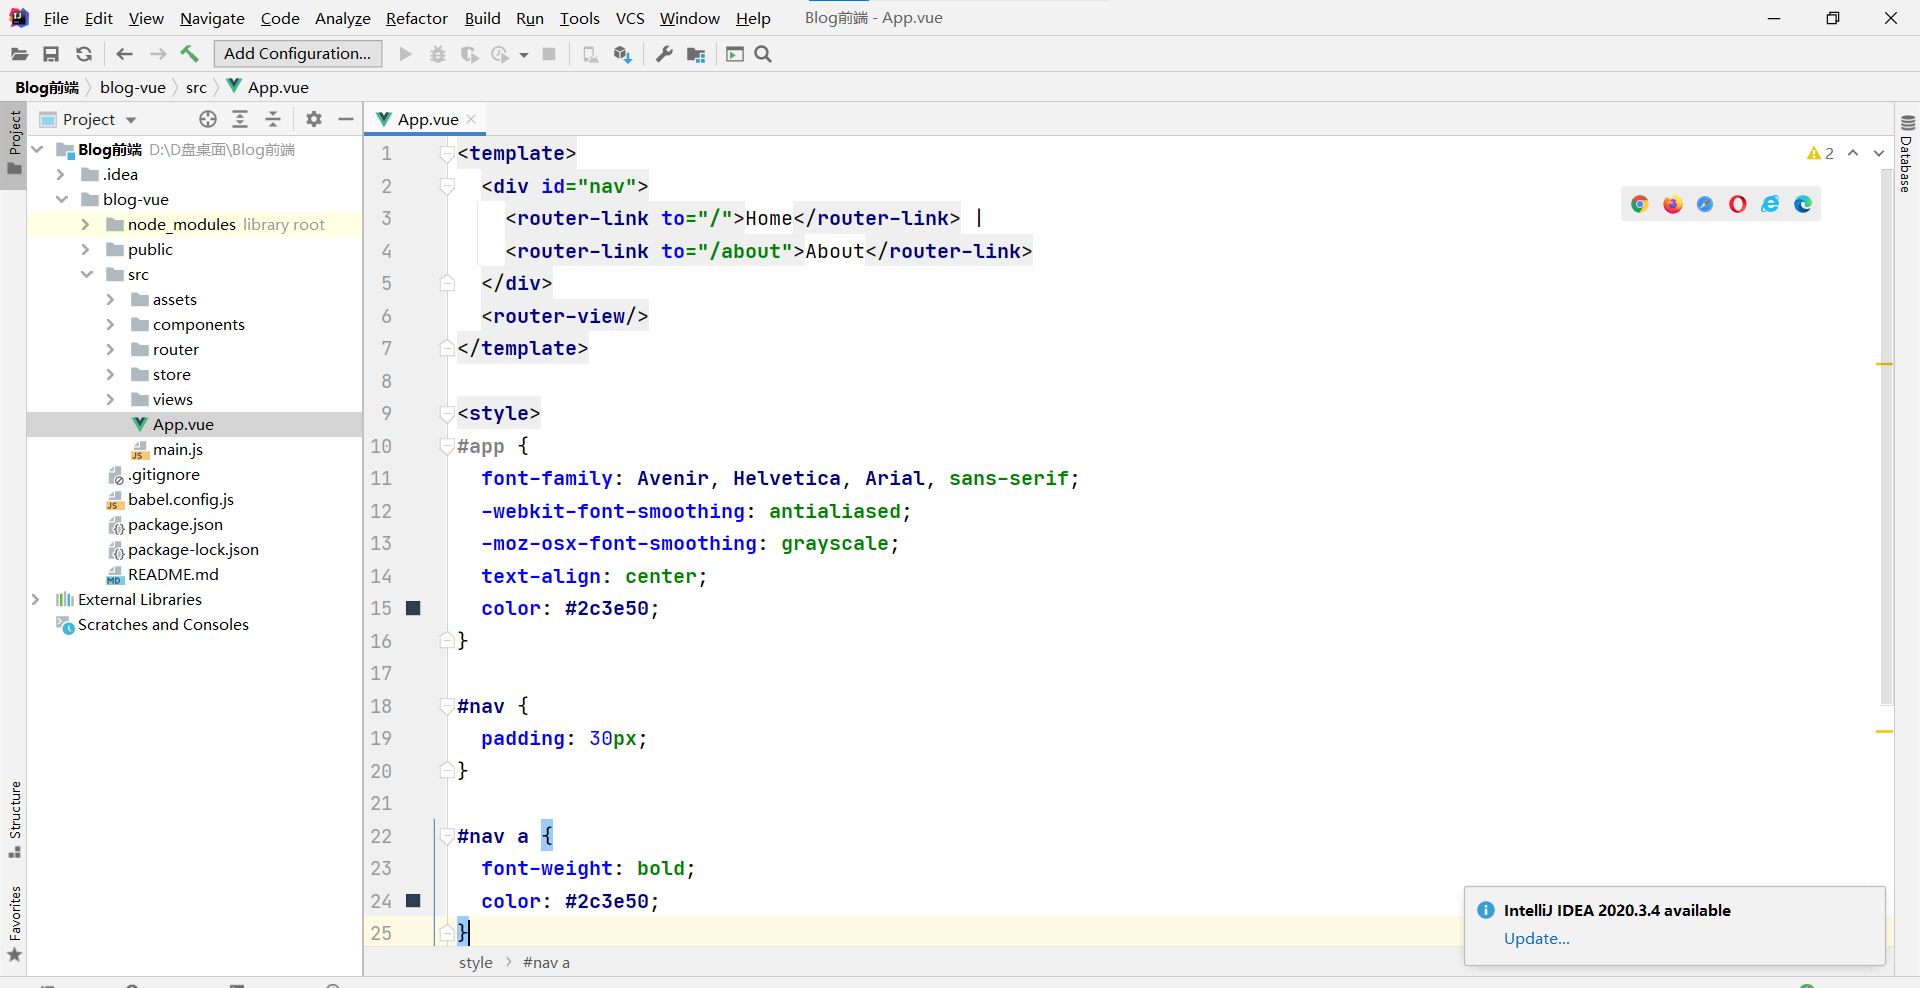 File Edit View Navigate Code Analyze Refactor Build Run Tools VCS Window Help Blog前端 - App.vue
Add Configuration...
Blog前端 blog-vue src App.vue
Project
Project
App.vue
Database
Blog前端 D:\D盘桌面\Blog前端
.idea
blog-vue
node_modules library root
public
src
assets
components
router
store
views
App.vue
main.js
.gitignore
babel.config.js
package.json
package-lock.json
README.md
External Libraries
Scratches and Consoles
Structure
Favorites
2
1 <template>
2 <div id="nav">
3 <router-link to="/">Home</router-link> |
4 <router-link to="/about">About</router-link>
5 </div>
6 <router-view/>
7 </template>
8
9 <style>
10 #app {
11 font-family: Avenir, Helvetica, Arial, sans-serif;
12 -webkit-font-smoothing: antialiased;
13 -moz-osx-font-smoothing: grayscale;
14 text-align: center;
15 color: #2c3e50;
16 }
17
18 #nav {
19 padding: 30px;
20 }
21
22 #nav a {
23 font-weight: bold;
24 color: #2c3e50;
25 }
style #nav a
IntelliJ IDEA 2020.3.4 available
Update...